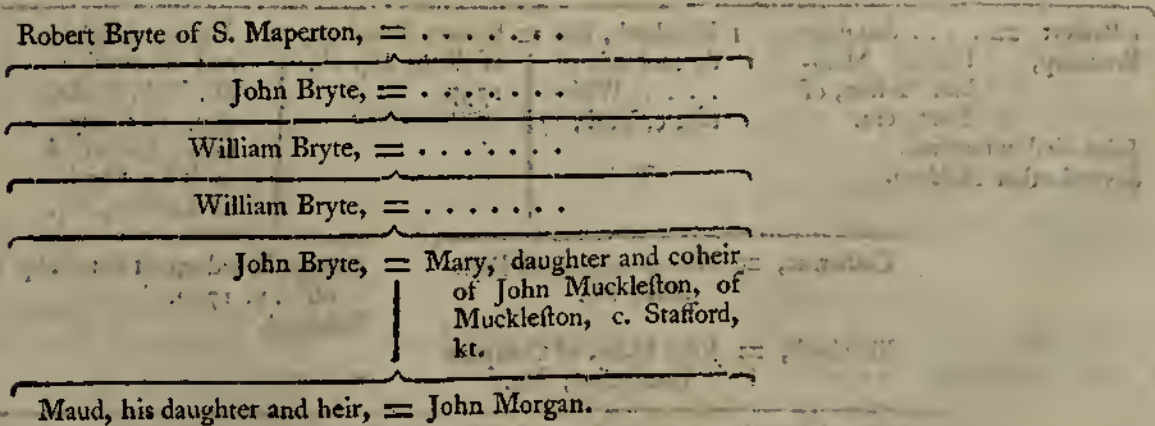 Robert Bryte of S. Maperton, = . . . . . . .
John Bryte, = . . . . . . .
William Bryte, = . . . . . . .
William Bryte, = . . . . . . .
John Bryte, = Mary, daughter and coheir
of John Muckleſton, of
Muckleſton, c. Stafford,
kt.
Maud, his daughter and heir, = John Morgan.